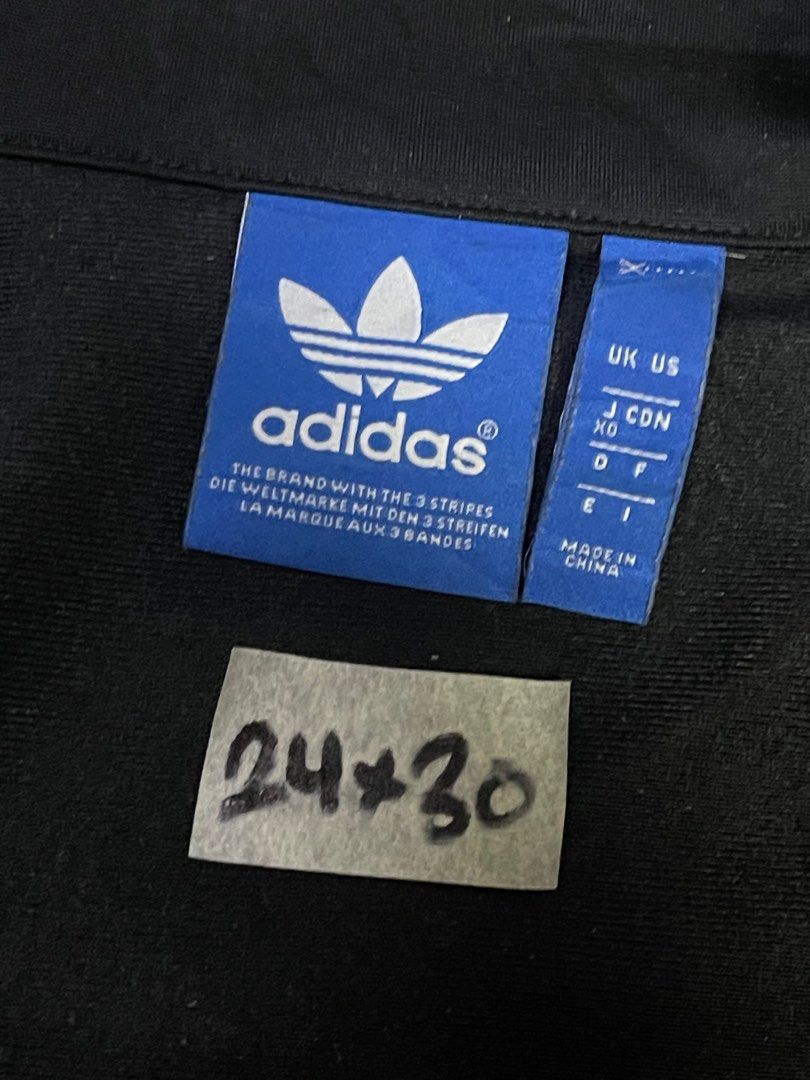 adidas®
THE BRAND WITH THE 3 STRIPES
DIE WELTMARKE MIT DEN 3 STREIFEN
LA MARQUE AUX 3 BANDES
UK US
J CDN
XO
D F
E I
MADE IN
CHINA
24x30